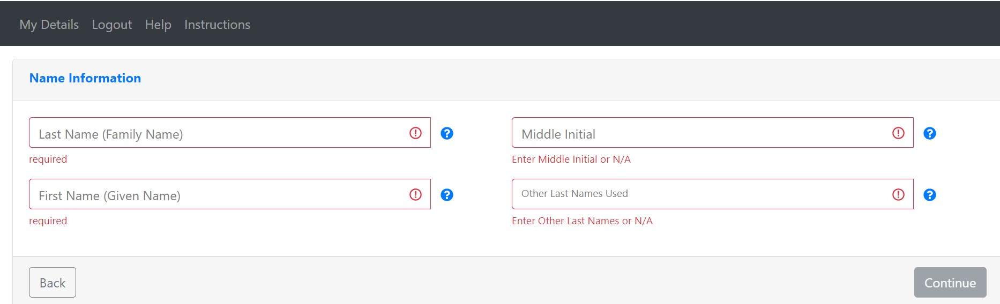 My Details Logout Help Instructions
Name Information
Last Name (Family Name)
required
Middle Initial
Enter Middle Initial or N/A
First Name (Given Name)
required
Other Last Names Used
Enter Other Last Names or N/A
Back
Continue